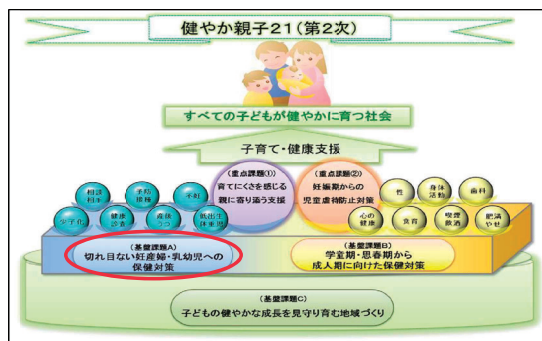 健やか親子21(第2次)
すべての子どもが健やかに育つ社会
子育て・健康支援
(重点課題①)
育てにくさを感じる
親に寄り添う支援
(重点課題②)
妊娠期からの
児童虐待防止対策
相談
相手
予防
接種
不妊
少子化
健康
診査
産後
うつ
低出生
体重児
性
身体
活動
歯科
心の
健康
食育
喫煙
飲酒
肥満
やせ
(基盤課題A)
切れ目ない妊産婦・乳幼児への
保健対策
(基盤課題B)
学童期・思春期から
成人期に向けた保健対策
(基盤課題C)
子どもの健やかな成長を見守り育む地域づくり